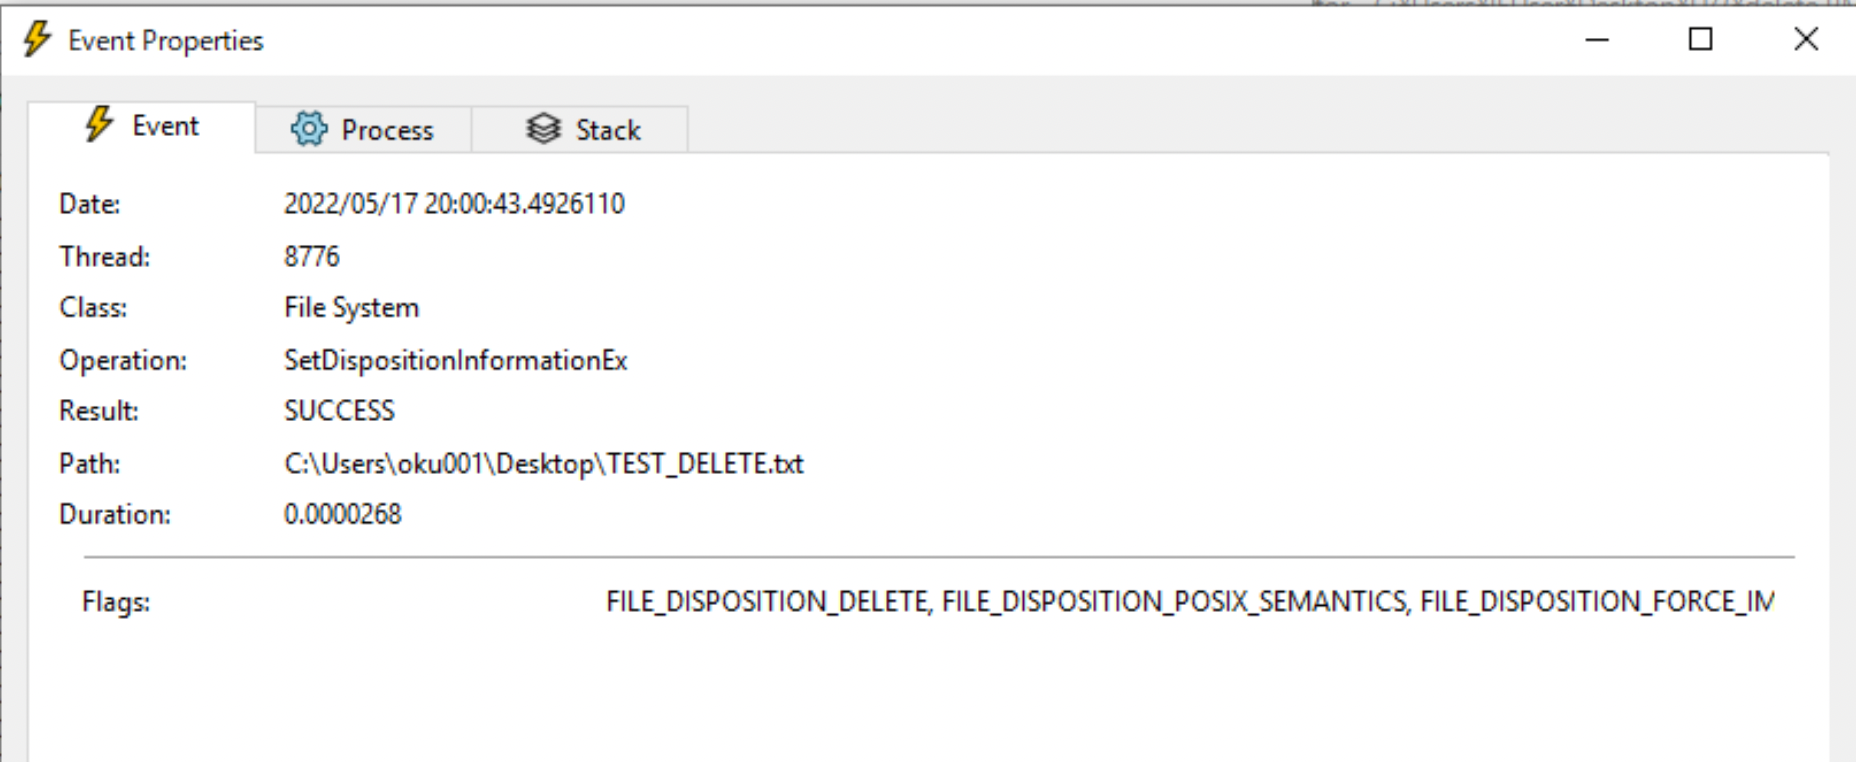 Event Properties
Event Process Stack
Date: 2022/05/17 20:00:43.4926110
Thread: 8776
Class: File System
Operation: SetDispositionInformationEx
Result: SUCCESS
Path: C:\Users\oku001\Desktop\TEST_DELETE.txt
Duration: 0.0000268
Flags: FILE_DISPOSITION_DELETE, FILE_DISPOSITION_POSIX_SEMANTICS, FILE_DISPOSITION_FORCE_IM